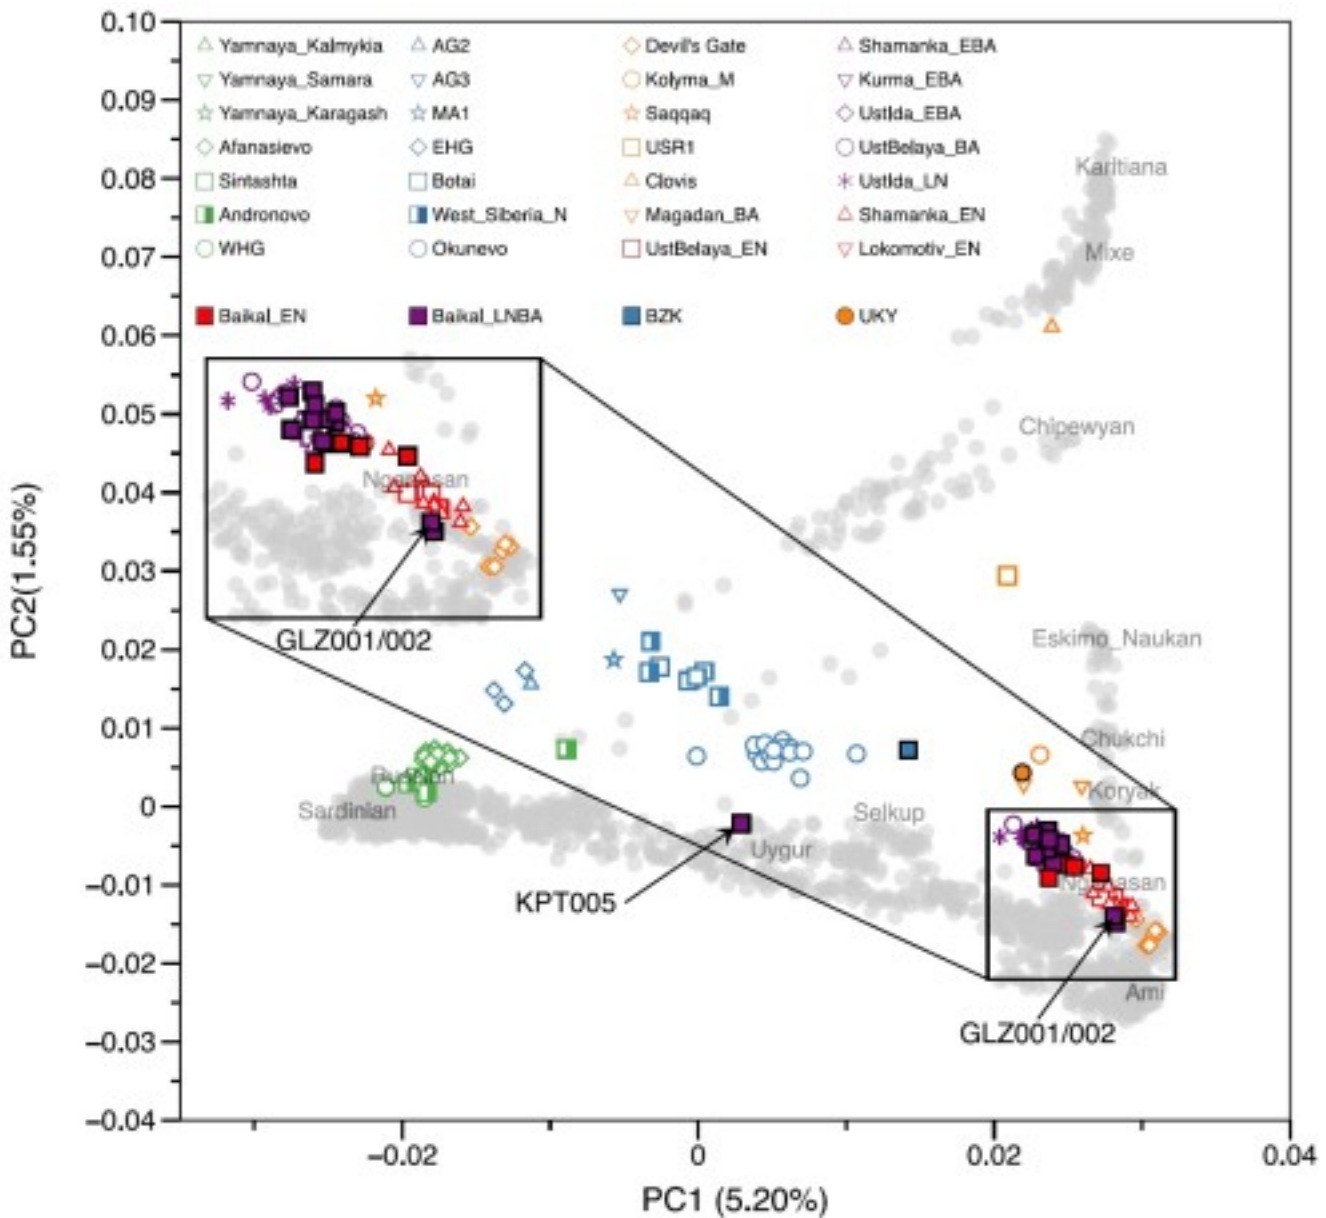 0.10
0.09
0.08
0.07
0.06
0.05
0.04
0.03
0.02
0.01
0
−0.01
−0.02
−0.03
−0.04
PC2(1.55%)
Yamnaya_Kalmykia AG2 Devil's Gate Shamanka_EBA
Yamnaya_Samara AG3 Kolyma_M Kurma_EBA
Yamnaya_Karagash MA1 Saqqaq UstIda_EBA
Afanasievo EHG USR1 UstBelaya_BA
Sintashta Botai Clovis UstIda_LN
Andronovo West_Siberia_N Magadan_BA Shamanka_EN
WHG Okunevo UstBelaya_EN Lokomotiv_EN
Baikal_EN Baikal_LNBA BZK UKY
Karitiana
Mixe
Chipewyan
Nganasan
GLZ001/002
Eskimo_Naukan
Chukchi
Koryak
Russian
Sardinian
Selkup
Uygur
KPT005
Nganasan
Ami
GLZ001/002
−0.02 0 0.02 0.04
PC1 (5.20%)